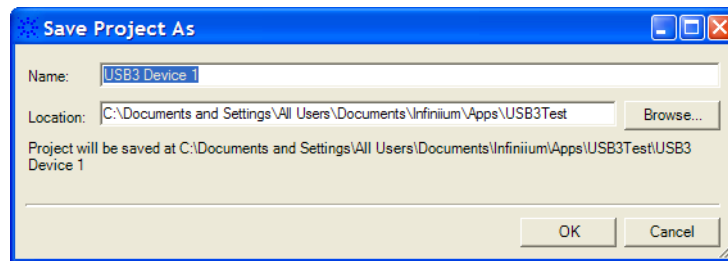 Save Project As
Name: USB3 Device 1
Location: C:\Documents and Settings\All Users\Documents\Infiniium\Apps\USB3Test Browse...
Project will be saved at C:\Documents and Settings\All Users\Documents\Infiniium\Apps\USB3Test\USB3
Device 1
OK Cancel